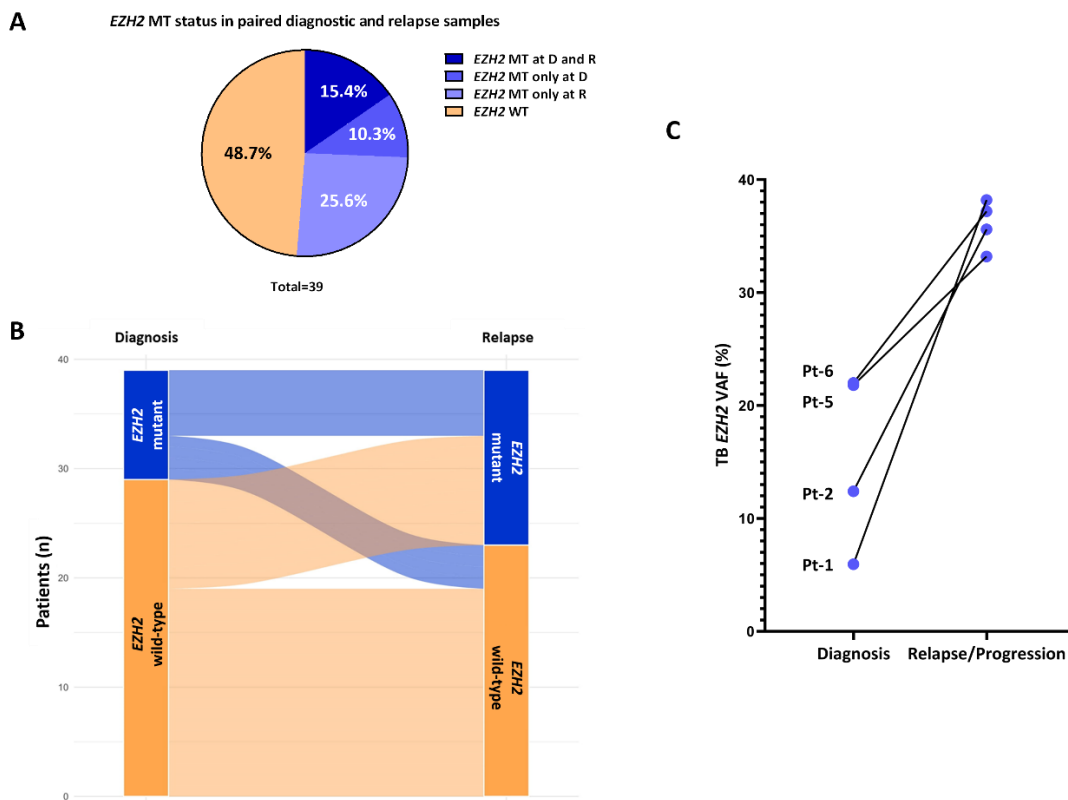 A
EZH2 MT status in paired diagnostic and relapse samples
EZH2 MT at D and R
EZH2 MT only at D
EZH2 MT only at R
EZH2 WT
15.4%
10.3%
25.6%
48.7%
Total=39
B
Diagnosis
Relapse
40
30
20
10
0
Patients (n)
EZH2
mutant
EZH2
wild-type
EZH2
mutant
EZH2
wild-type
C
40
30
20
10
0
TB EZH2 VAF (%)
Pt-6
Pt-5
Pt-2
Pt-1
Diagnosis
Relapse/Progression